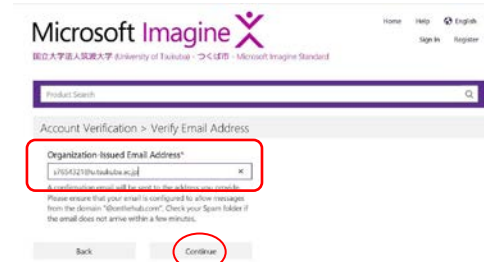 Microsoft Imagine
Home Help English
Sign In Register
国立大学法人筑波大学 (University of Tsukuba) - つくば市 - Microsoft Imagine Standard
Product Search
Account Verification > Verify Email Address
Organization-Issued Email Address*
s7654321@u.tsukuba.ac.jp ×
A confirmation email will be sent to the address you provide.
Please ensure that your email is configured to allow messages
from the domain "@onthehub.com". Check your Spam folder if
the email does not arrive within a few minutes.
Back Continue